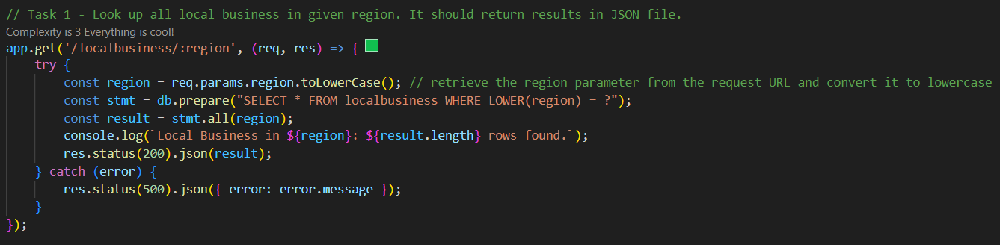 // Task 1 - Look up all local business in given region. It should return results in JSON file.
Complexity is 3 Everything is cool!
app.get('/localbusiness/:region', (req, res) => {
    try {
        const region = req.params.region.toLowerCase(); // retrieve the region parameter from the request URL and convert it to lowercase
        const stmt = db.prepare("SELECT * FROM localbusiness WHERE LOWER(region) = ?");
        const result = stmt.all(region);
        console.log(`Local Business in ${region}: ${result.length} rows found.`);
        res.status(200).json(result);
    } catch (error) {
        res.status(500).json({ error: error.message });
    }
});